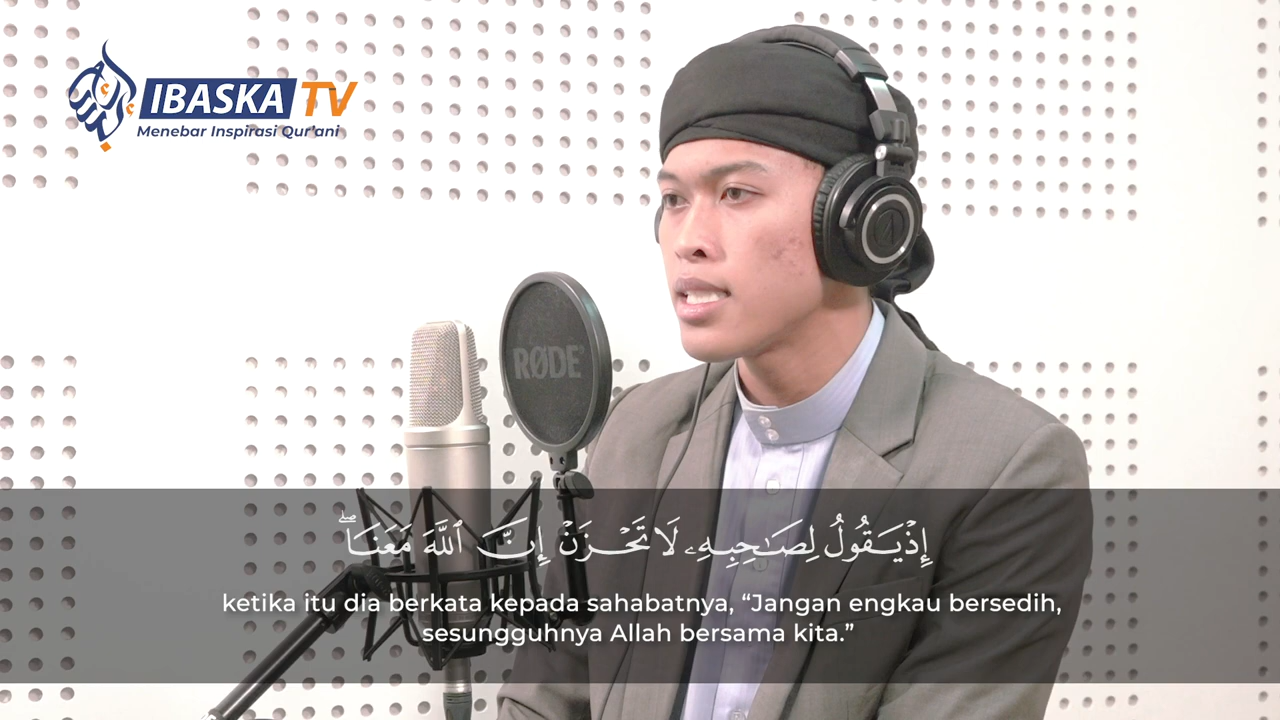 IBASKA TV
Menebar Inspirasi Qur'ani
RØDE
إِذْ يَقُولُ لِصَـٰحِبِهِۦ لَا تَحْزَنْ إِنَّ ٱللَّهَ مَعَنَا ۖ
ketika itu dia berkata kepada sahabatnya, “Jangan engkau bersedih,
sesungguhnya Allah bersama kita.”